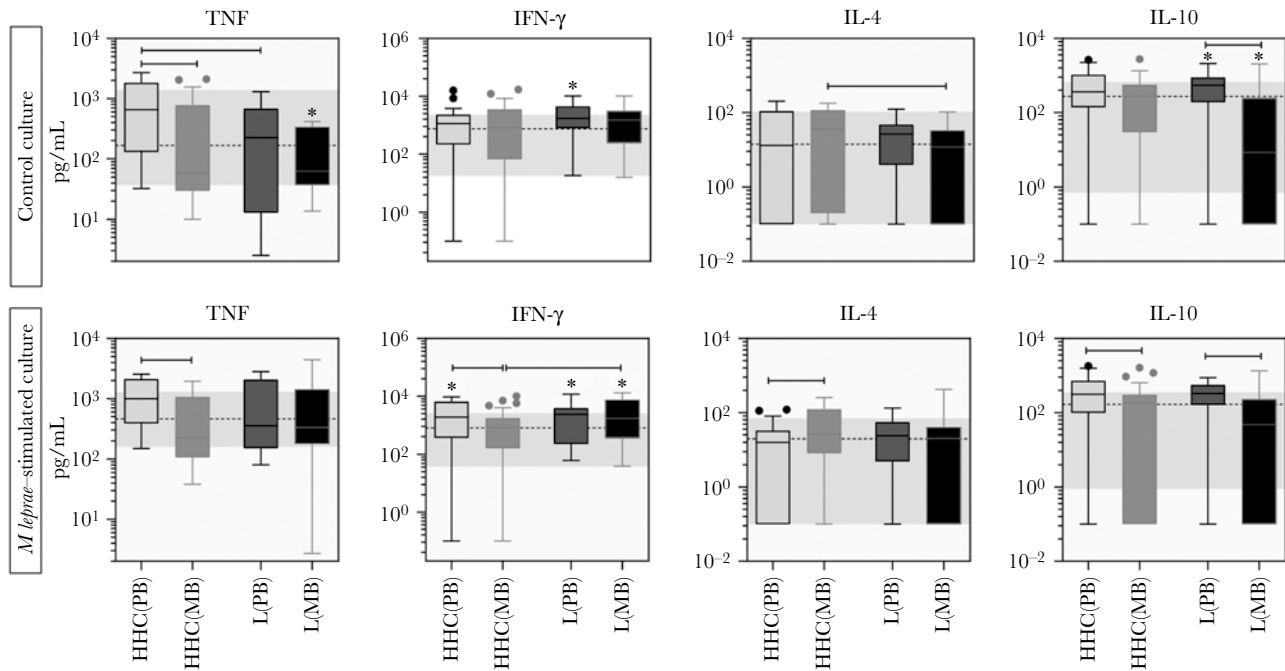 Control culture
pg/mL
TNF
10⁴
10³
10²
10¹
*
IFN-γ
10⁶
10⁴
10²
10⁰
*
IL-4
10⁴
10²
10⁰
10⁻²
IL-10
10⁴
10²
10⁰
10⁻²
* *
M leprae–stimulated culture
pg/mL
TNF
10⁴
10³
10²
10¹
HHC(PB) HHC(MB) L(PB) L(MB)
IFN-γ
10⁶
10⁴
10²
10⁰
* * *
HHC(PB) HHC(MB) L(PB) L(MB)
IL-4
10⁴
10²
10⁰
10⁻²
HHC(PB) HHC(MB) L(PB) L(MB)
IL-10
10⁴
10²
10⁰
10⁻²
HHC(PB) HHC(MB) L(PB) L(MB)